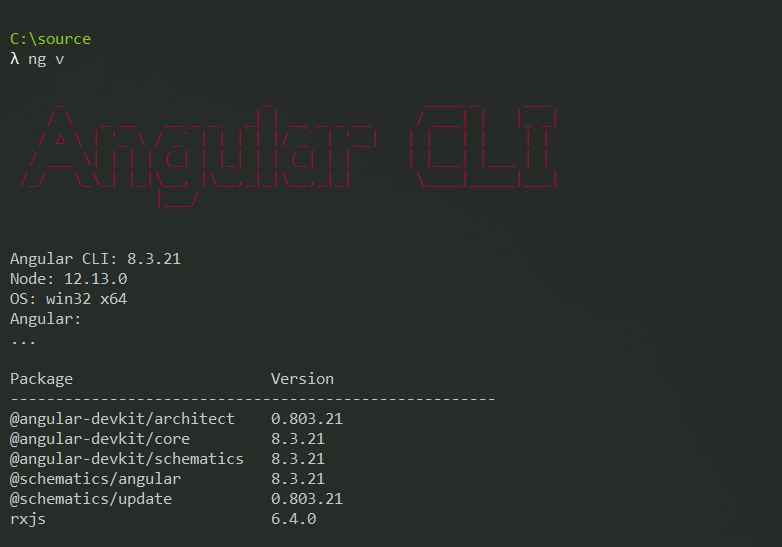 C:\source
λ ng v
Angular CLI
Angular CLI: 8.3.21
Node: 12.13.0
OS: win32 x64
Angular:
...
Package                      Version
------------------------------------------------------
@angular-devkit/architect    0.803.21
@angular-devkit/core         8.3.21
@angular-devkit/schematics   8.3.21
@schematics/angular          8.3.21
@schematics/update           0.803.21
rxjs                         6.4.0